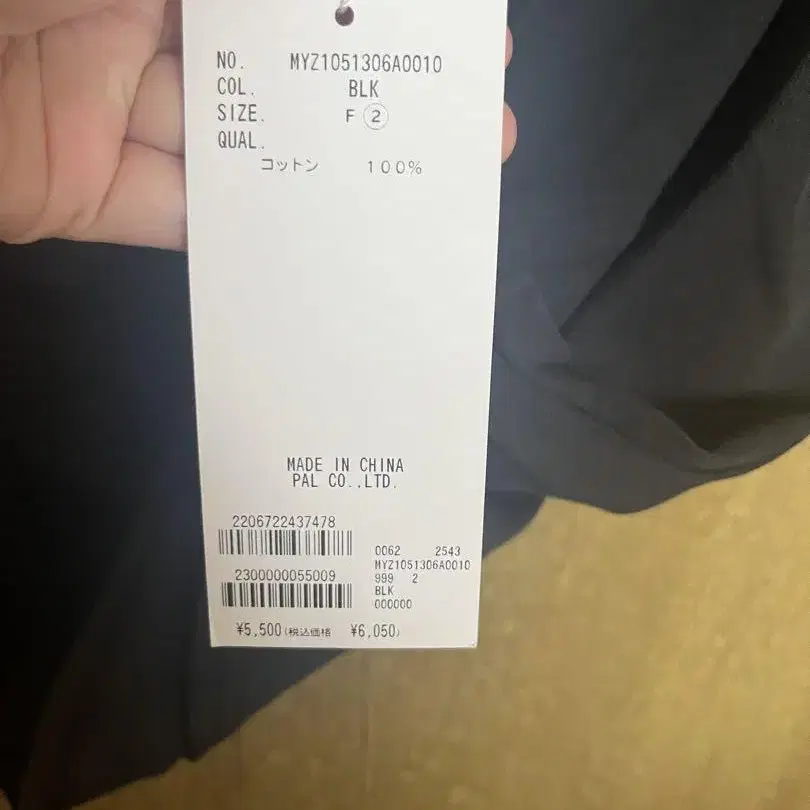 NO. MYZ1051306A0010
COL. BLK
SIZE. F ②
QUAL.
コットン 100%
MADE IN CHINA
PAL CO.,LTD.
2206722437478
2300000055009
0062 2543
MYZ1051306A0010
999 2
BLK
000000
¥5,500(税込価格 ¥6,050)